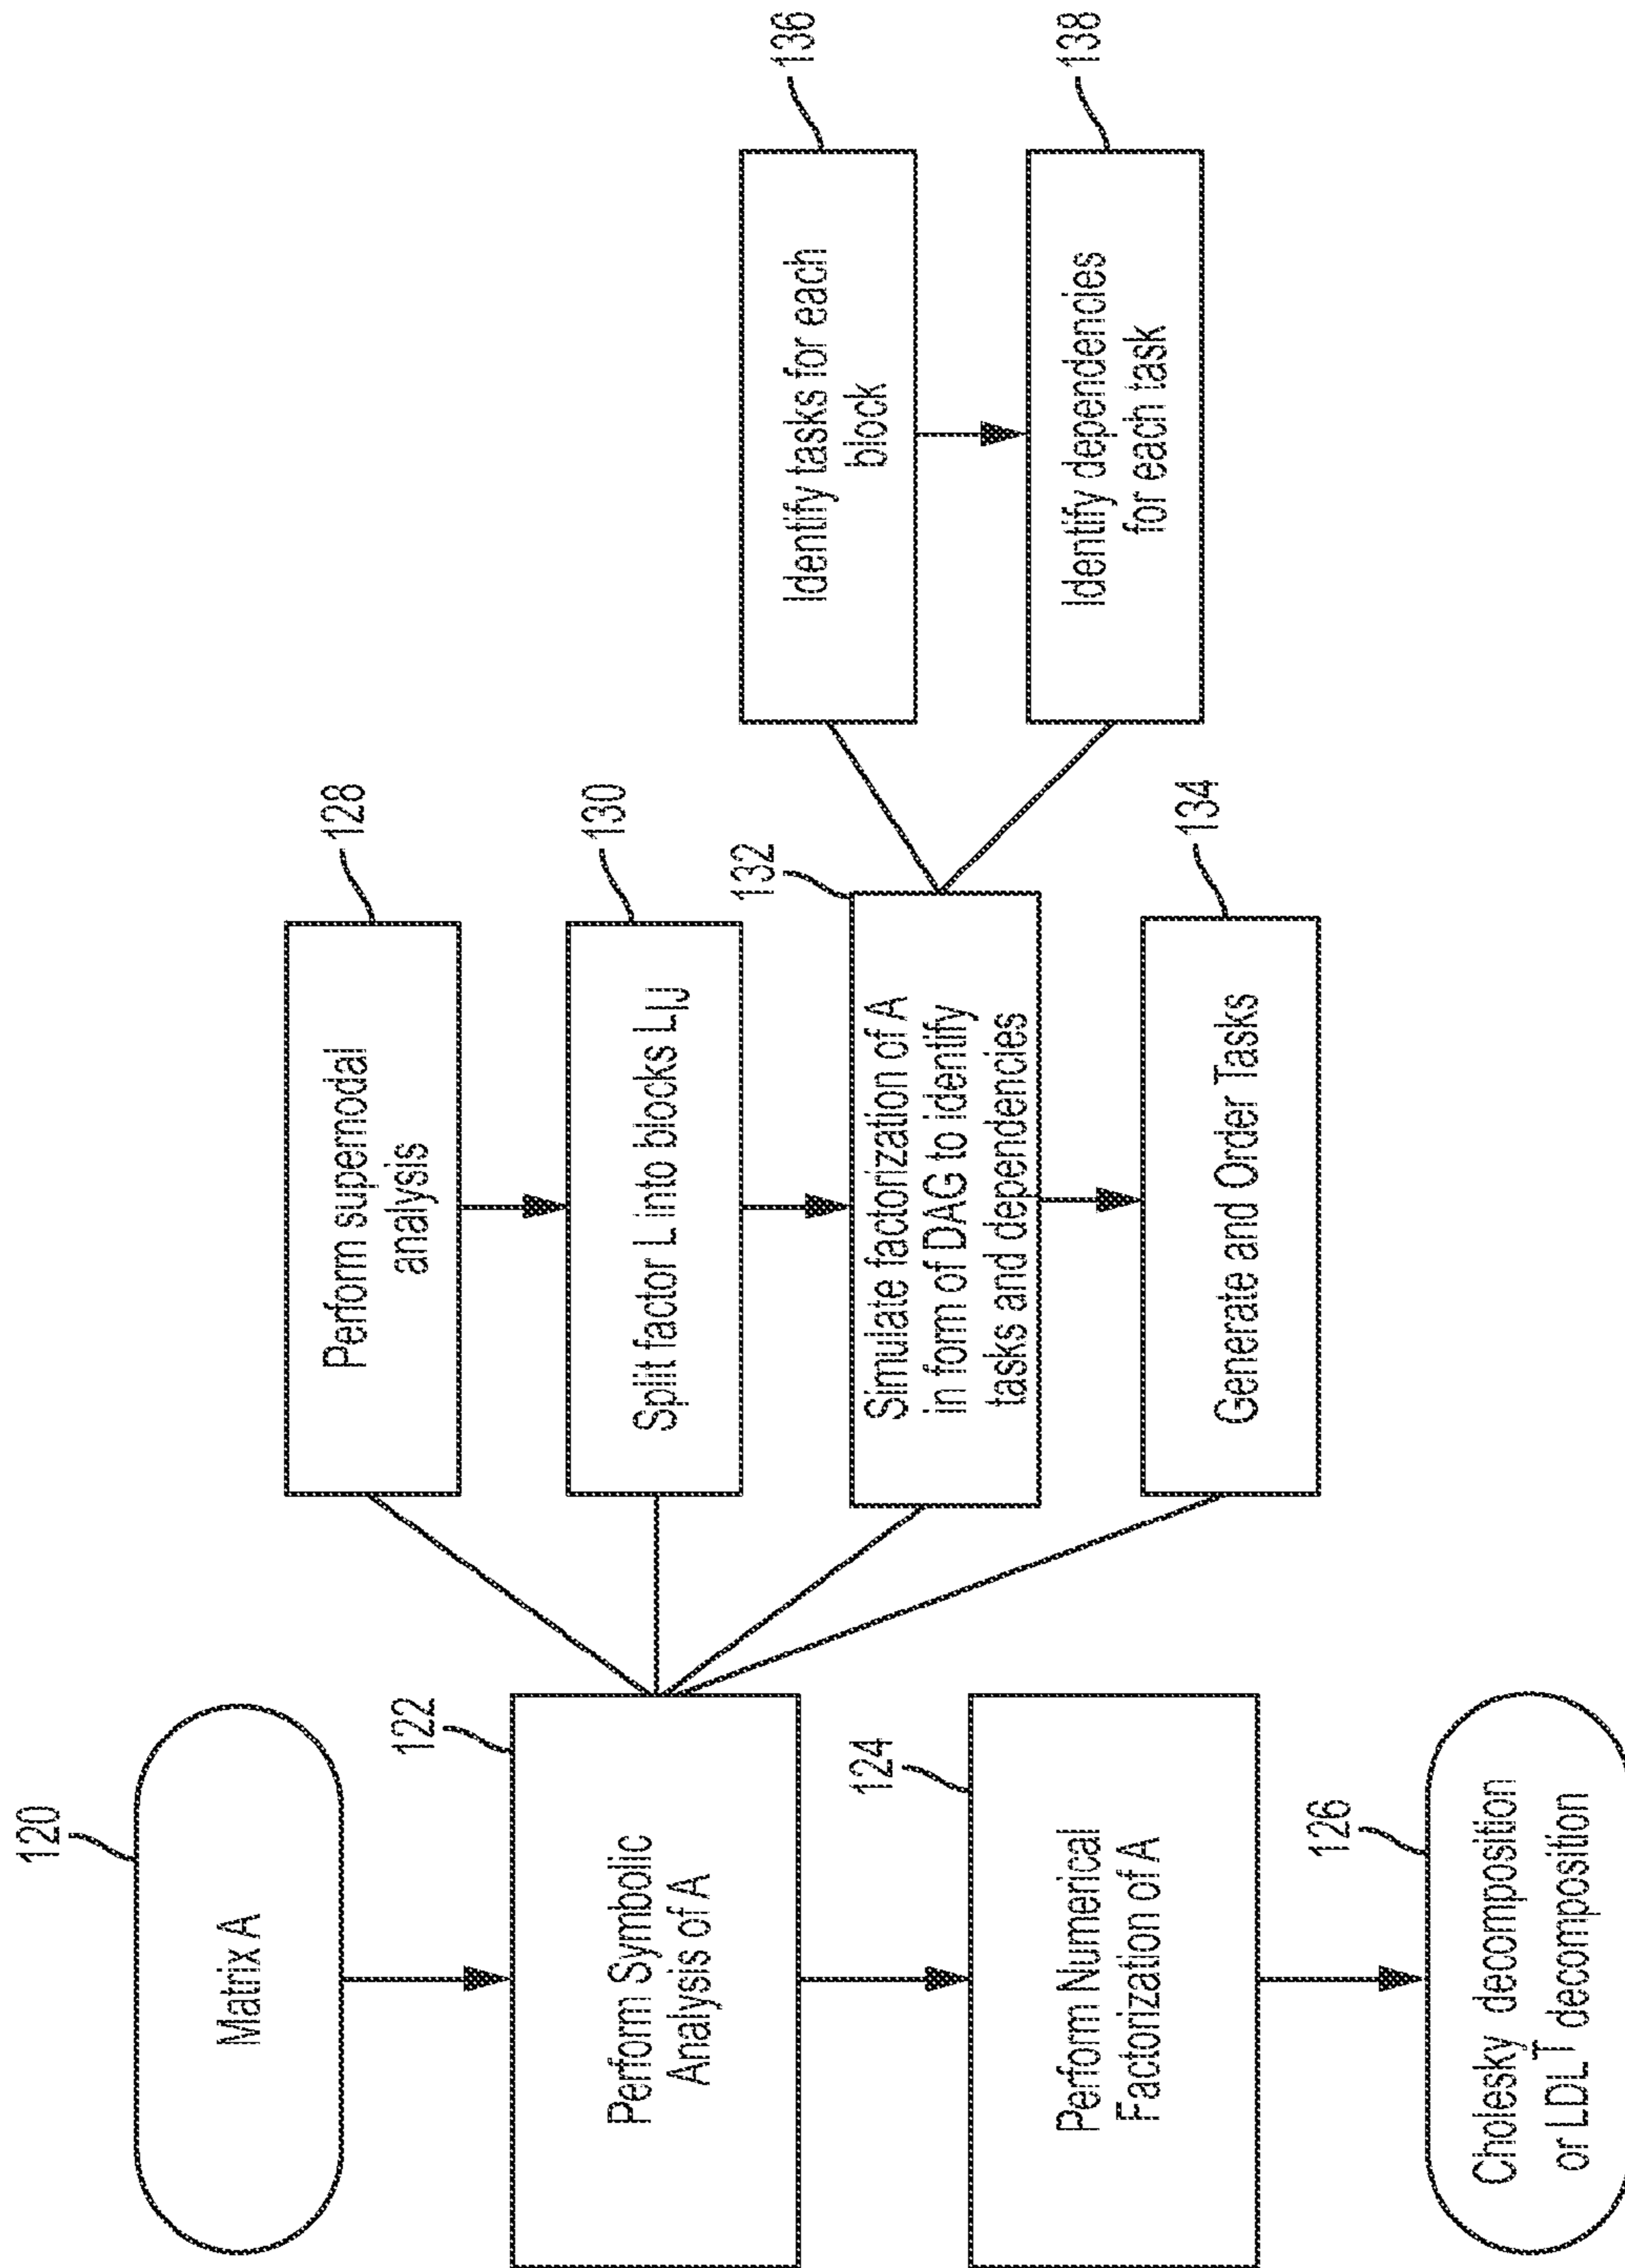 120
Matrix A
122
Perform Symbolic
Analysis of A
124
Perform Numerical
Factorization of A
126
Cholesky decomposition
or LDLT decomposition
128
Perform supernodal
analysis
130
Split factor L into blocks LIJ
132
Simulate factorization of A
in form of DAG to identify
tasks and dependencies
134
Generate and Order Tasks
136
Identify tasks for each
block
138
Identify dependencies
for each task